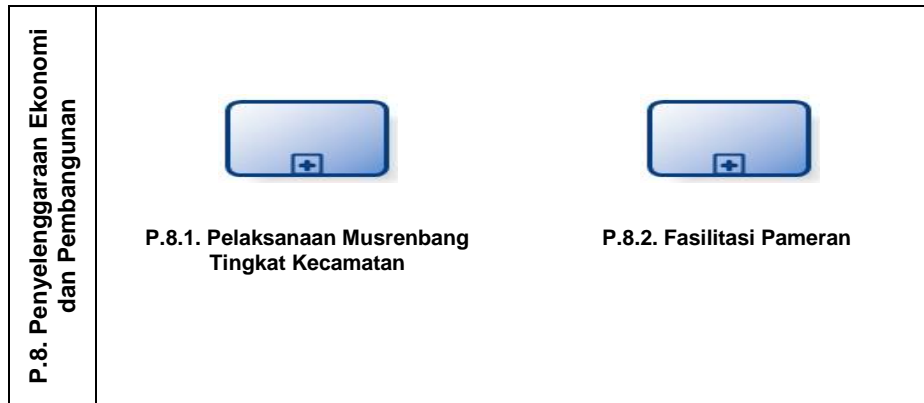 P.8. Penyelenggaraan Ekonomi
dan Pembangunan
P.8.1. Pelaksanaan Musrenbang
Tingkat Kecamatan
P.8.2. Fasilitasi Pameran